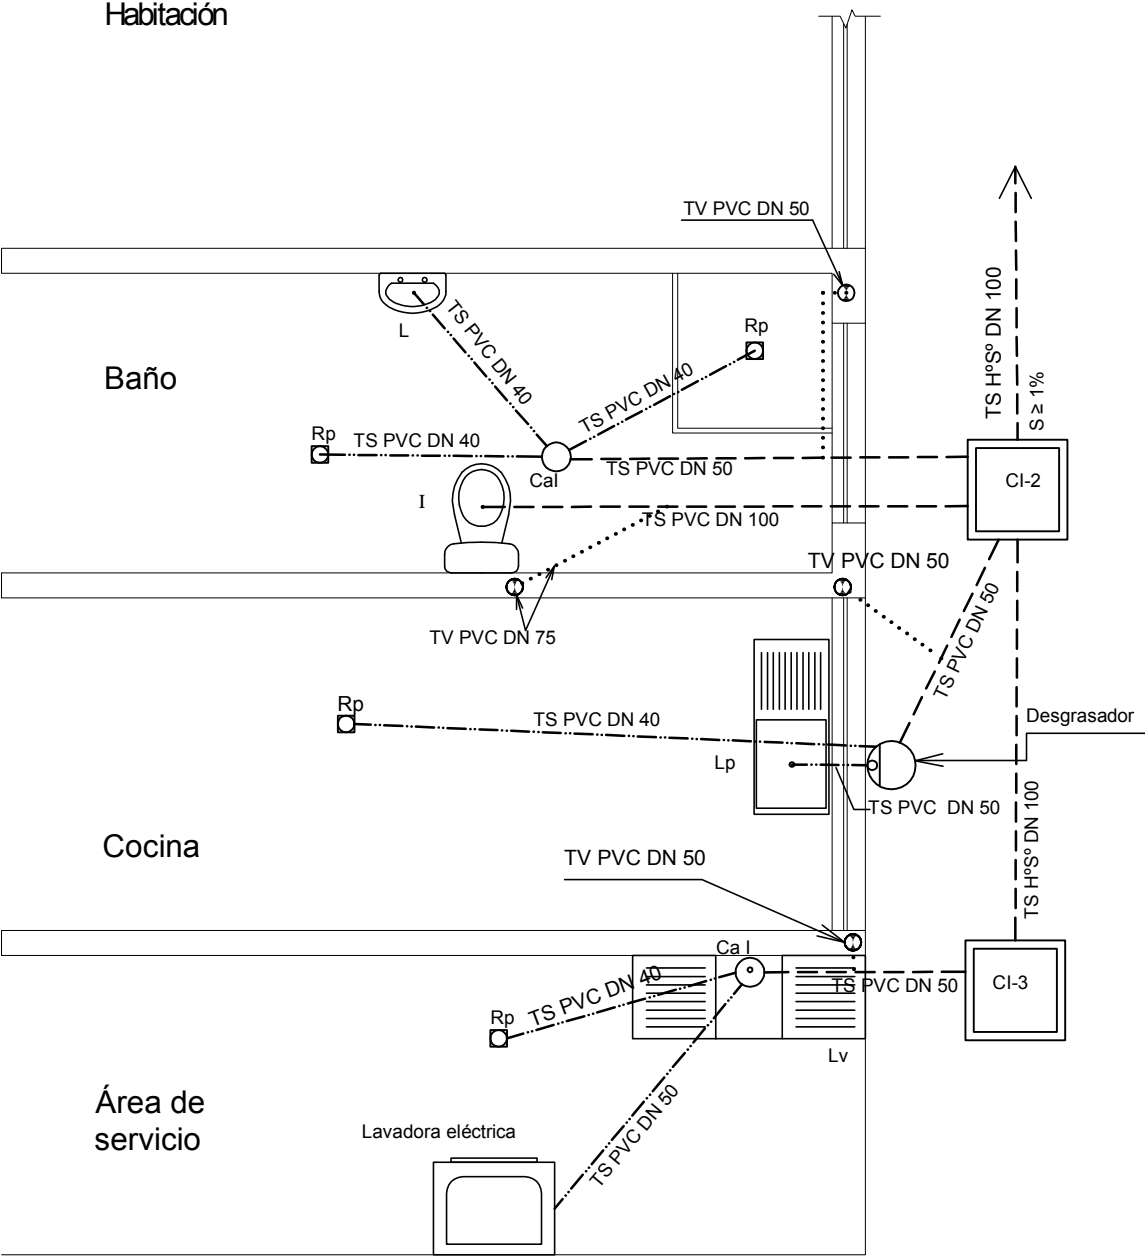 Habitación
TV PVC DN 50
TS HºSº DN 100
S ≥ 1%
TS PVC DN 40
L
Rp
Baño
TS PVC DN 40
Rp
TS PVC DN 40
CaI
TS PVC DN 50
CI-2
I
TS PVC DN 100
TV PVC DN 50
TS PVC DN 50
TV PVC DN 75
Rp
TS PVC DN 40
Desgrasador
Lp
TS PVC DN 50
TS HºSº DN 100
Cocina
TV PVC DN 50
Ca I
TS PVC DN 40
TS PVC DN 50
CI-3
Rp
Lv
Área de
servicio
TS PVC DN 50
Lavadora eléctrica